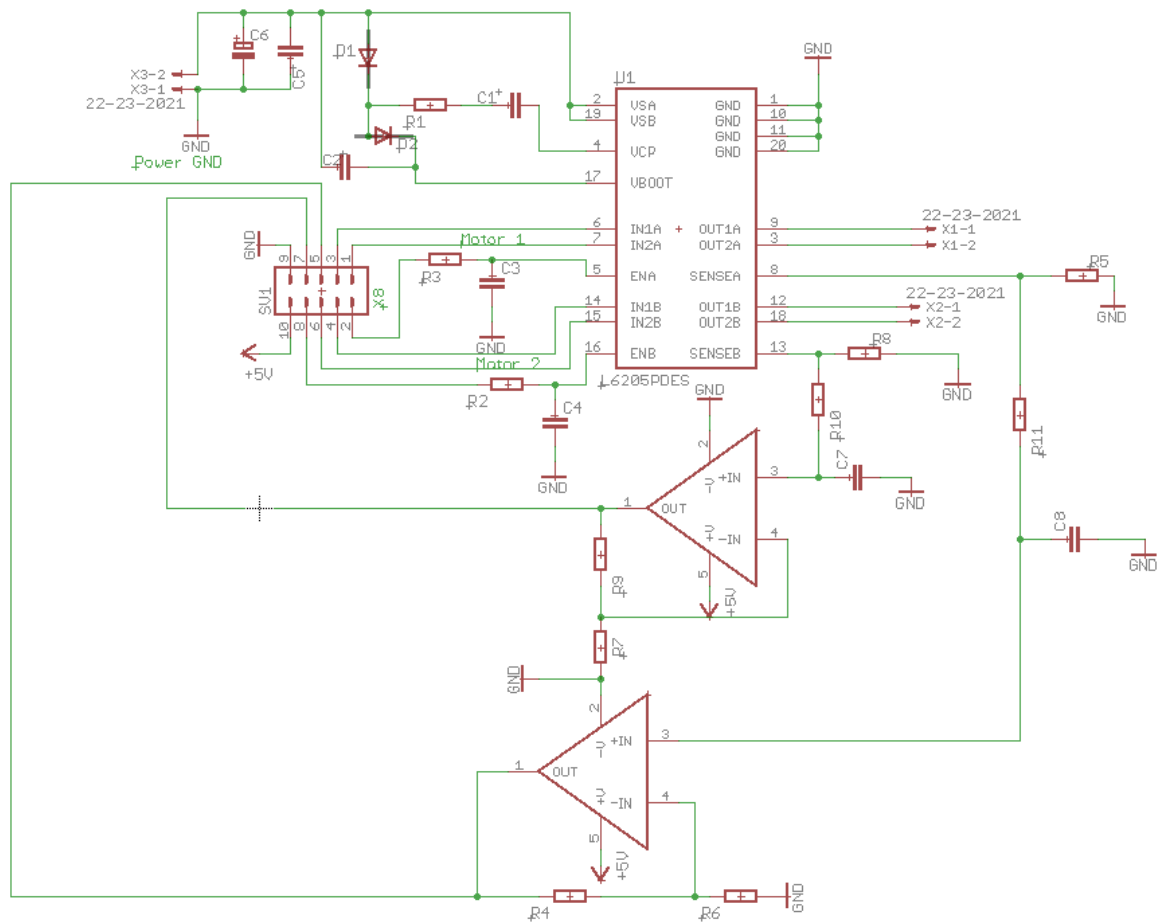 C6
C5
D1
X3-2
X3-1
22-23-2021
GND
Power GND
C1
R1
D2
C2
U1
GND
2 VSA GND 1
19 VSB GND 10
GND 11
4 VCP GND 20
17 VBOOT
6 IN1A OUT1A 9
7 IN2A OUT2A 3
5 ENA SENSEA 8
14 IN1B OUT1B 12
15 IN2B OUT2B 18
16 ENB SENSEB 13
L6205PDES
22-23-2021
X1-1
X1-2
22-23-2021
X2-1
X2-2
Motor 1
GND
9 7 5 3 1
SV1
X8
10 8 6 4 2
+5V
R3
C3
GND
Motor 2
R2
C4
GND
R5
GND
R8
GND
R10
R11
C7
GND
C8
GND
GND
2
-V
+IN 3
1 OUT
+V
-IN 4
5
+5V
R9
R7
GND
2
-V
+IN 3
1 OUT
+V
-IN 4
5
+5V
R4
R6
GND